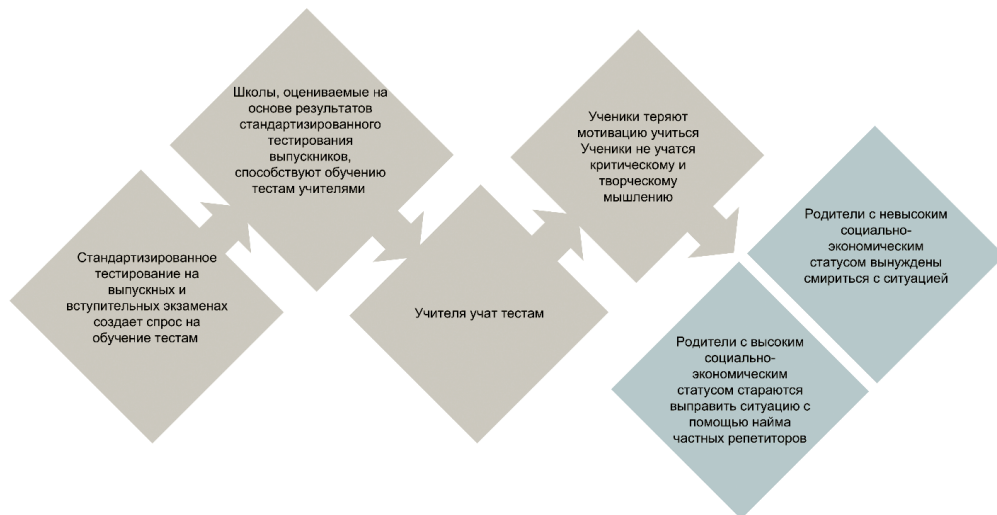 Стандартизированное
тестирование на
выпускных и
вступительных экзаменах
создает спрос на
обучение тестам
Школы, оцениваемые на
основе результатов
стандартизированного
тестирования
выпускников,
способствуют обучению
тестам учителями
Учителя учат тестам
Ученики теряют
мотивацию учиться
Ученики не учатся
критическому и
творческому
мышлению
Родители с невысоким
социально-
экономическим
статусом вынуждены
смириться с ситуацией
Родители с высоким
социально-
экономическим
статусом стараются
выправить ситуацию с
помощью найма
частных репетиторов